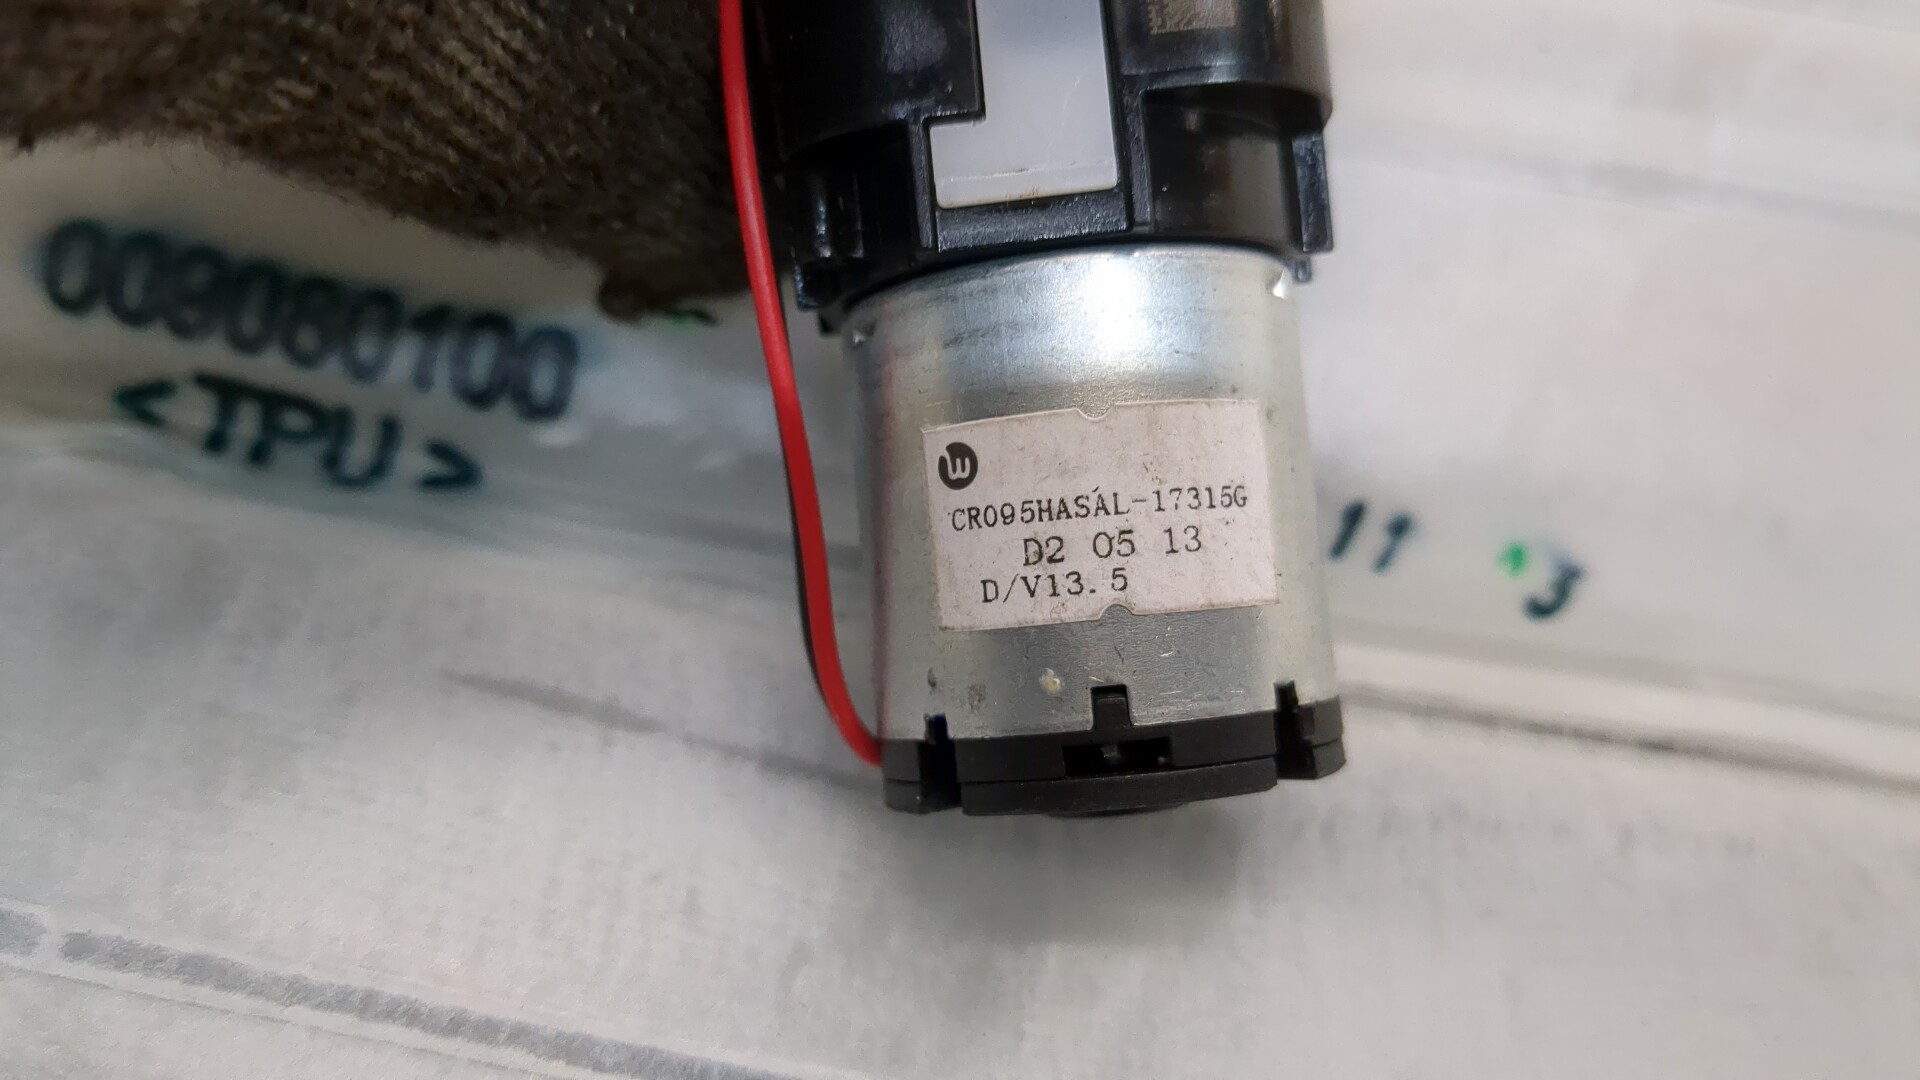 009080100
<TPU>
CR095HASAL-17315G
D2 05 13
D/V13.5
11
3